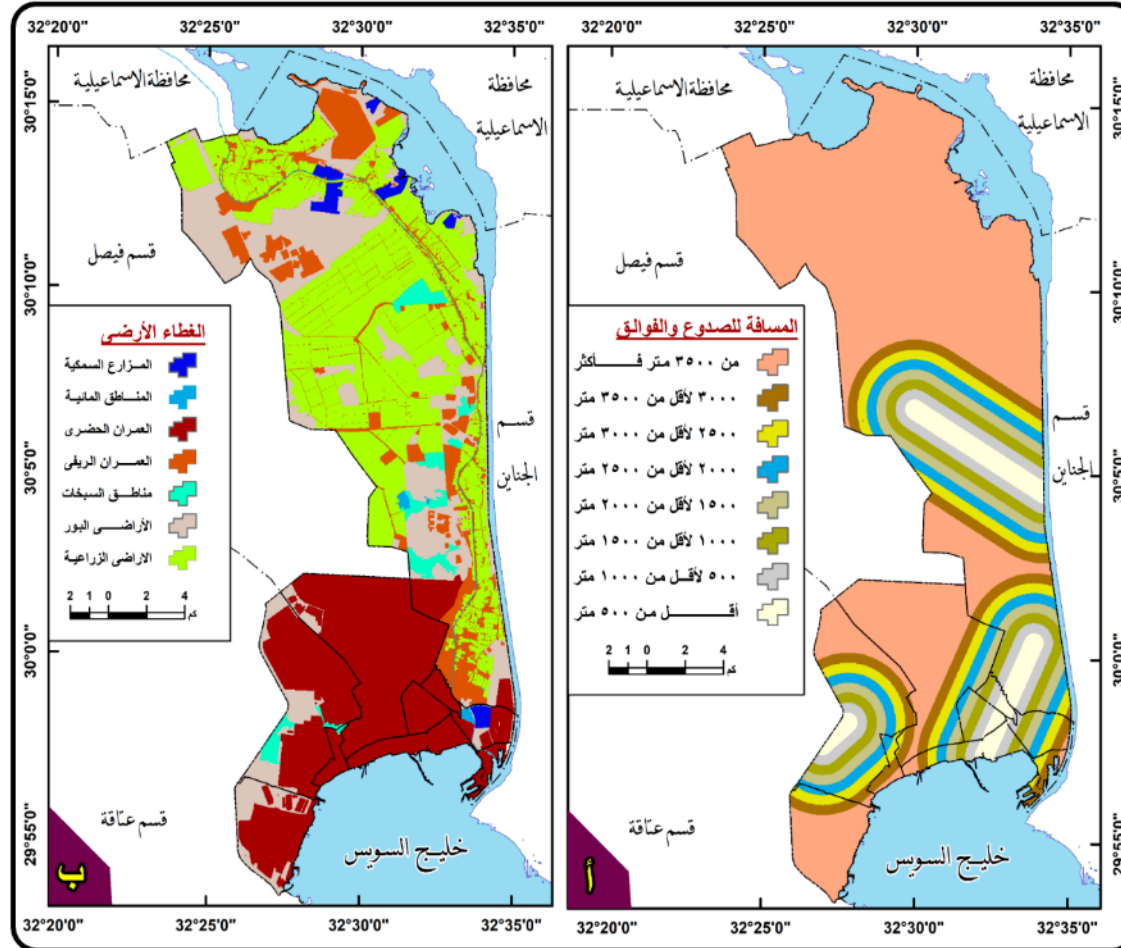 32°20'0"
32°25'0"
32°30'0"
32°35'0"
32°20'0"
32°25'0"
32°30'0"
32°35'0"
محافظة
الاسماعيلية
محافظة الاسماعيلية
قسم فيصل
المسافة للصدوع والفوالق
من ٣٥٠٠ متر فأكثر
٣٠٠٠ لأقل من ٣٥٠٠ متر
٢٥٠٠ لأقل من ٣٠٠٠ متر
٢٠٠٠ لأقل من ٢٥٠٠ متر
١٥٠٠ لأقل من ٢٠٠٠ متر
١٠٠٠ لأقل من ١٥٠٠ متر
٥٠٠ لأقل من ١٠٠٠ متر
أقل من ٥٠٠ متر
2 1 0 2 4
كم
قسم
الجناين
قسم عتاقة
خليج السويس
أ
30°15'0"
30°10'0"
30°5'0"
30°0'0"
29°55'0"
32°20'0"
32°25'0"
32°30'0"
32°35'0"
محافظة
الاسماعيلية
محافظة الاسماعيلية
قسم فيصل
الغطاء الأرضى
المزارع السمكية
المناطق المائية
العمران الحضرى
العمران الريفى
مناطق السبخات
الأراضى البور
الاراضى الزراعية
2 1 0 2 4
كم
قسم
الجناين
قسم عتاقة
خليج السويس
ب
30°15'0"
30°10'0"
30°5'0"
30°0'0"
29°55'0"
32°20'0"
32°25'0"
32°30'0"
32°35'0"